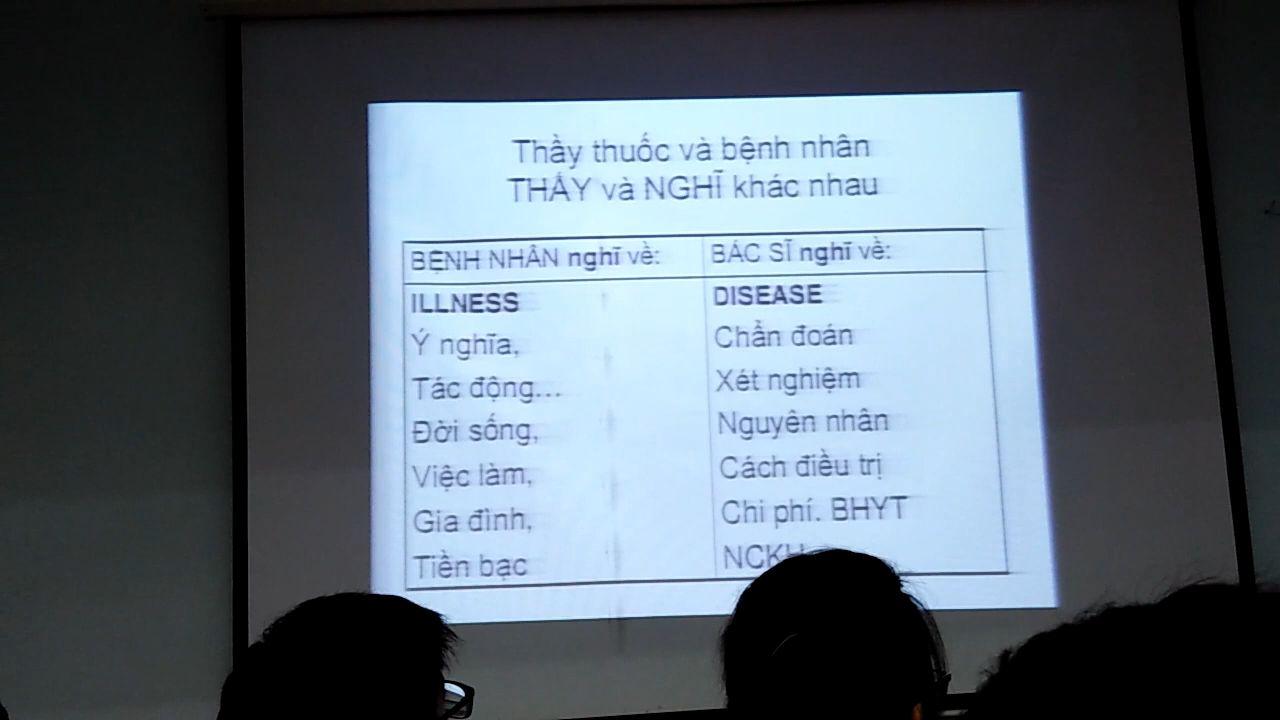 Thầy thuốc và bệnh nhân
THẤY và NGHĨ khác nhau
BỆNH NHÂN nghĩ về:
BÁC SĨ nghĩ về:
ILLNESS
Ý nghĩa,
Tác động...
Đời sống,
Việc làm,
Gia đình,
Tiền bạc
DISEASE
Chẩn đoán
Xét nghiệm
Nguyên nhân
Cách điều trị
Chi phí. BHYT